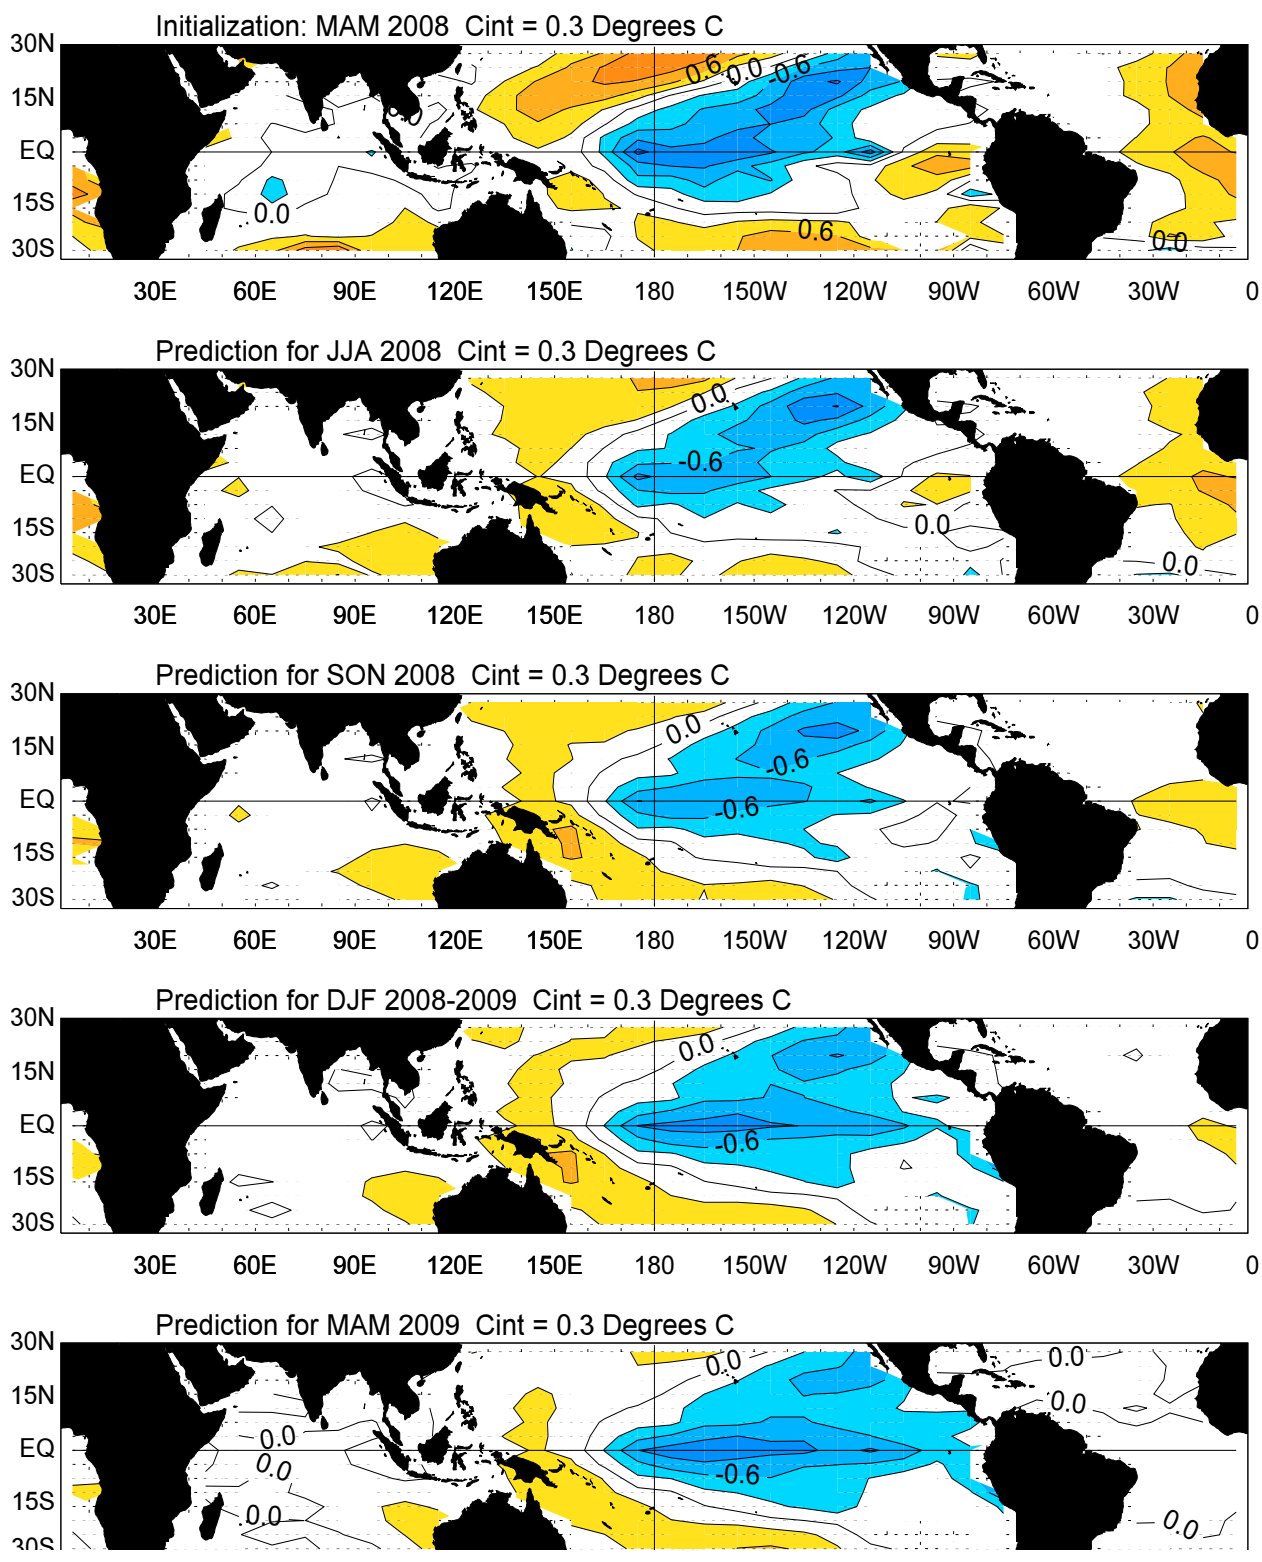 Initialization: MAM 2008  Cint = 0.3 Degrees C
30N
0.6
0.0
-0.6
15N
0.0
EQ
15S
0.0
0.6
30S
0.0
30E 60E 90E 120E 150E 180 150W 120W 90W 60W 30W 0
Prediction for JJA 2008  Cint = 0.3 Degrees C
30N
0.0
15N
-0.6
EQ
15S
0.0
30S
0.0
30E 60E 90E 120E 150E 180 150W 120W 90W 60W 30W 0
Prediction for SON 2008  Cint = 0.3 Degrees C
30N
0.0
15N
-0.6
EQ
-0.6
15S
30S
30E 60E 90E 120E 150E 180 150W 120W 90W 60W 30W 0
Prediction for DJF 2008-2009  Cint = 0.3 Degrees C
30N
0.0
15N
EQ
-0.6
15S
30S
30E 60E 90E 120E 150E 180 150W 120W 90W 60W 30W 0
Prediction for MAM 2009  Cint = 0.3 Degrees C
30N
0.0
0.0
15N
0.0
0.0
EQ
0.0
-0.6
15S
0.0
0.0
30S